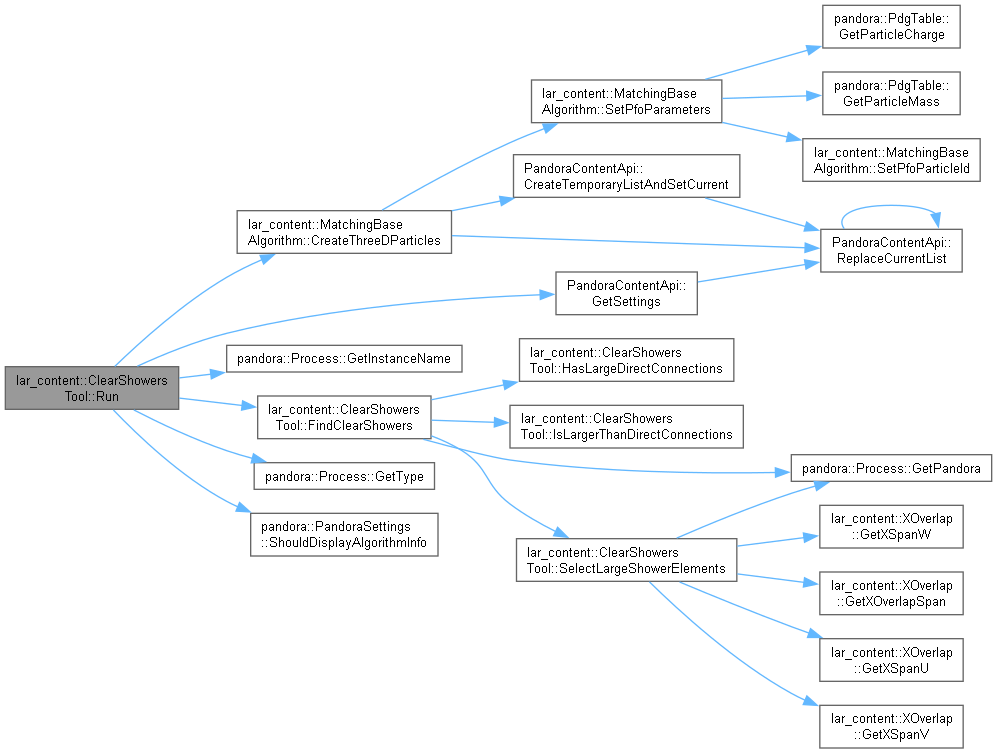 pandora::PdgTable::
GetParticleCharge
pandora::PdgTable::
GetParticleMass
lar_content::MatchingBase
Algorithm::SetPfoParameters
lar_content::MatchingBase
Algorithm::SetPfoParticleId
PandoraContentApi::
CreateTemporaryListAndSetCurrent
lar_content::MatchingBase
Algorithm::CreateThreeDParticles
PandoraContentApi::
ReplaceCurrentList
PandoraContentApi::
GetSettings
pandora::Process::GetInstanceName
lar_content::ClearShowers
Tool::HasLargeDirectConnections
lar_content::ClearShowers
Tool::Run
lar_content::ClearShowers
Tool::FindClearShowers
lar_content::ClearShowers
Tool::IsLargerThanDirectConnections
pandora::Process::GetPandora
pandora::Process::GetType
pandora::PandoraSettings
::ShouldDisplayAlgorithmInfo
lar_content::XOverlap
::GetXSpanW
lar_content::ClearShowers
Tool::SelectLargeShowerElements
lar_content::XOverlap
::GetXOverlapSpan
lar_content::XOverlap
::GetXSpanU
lar_content::XOverlap
::GetXSpanV